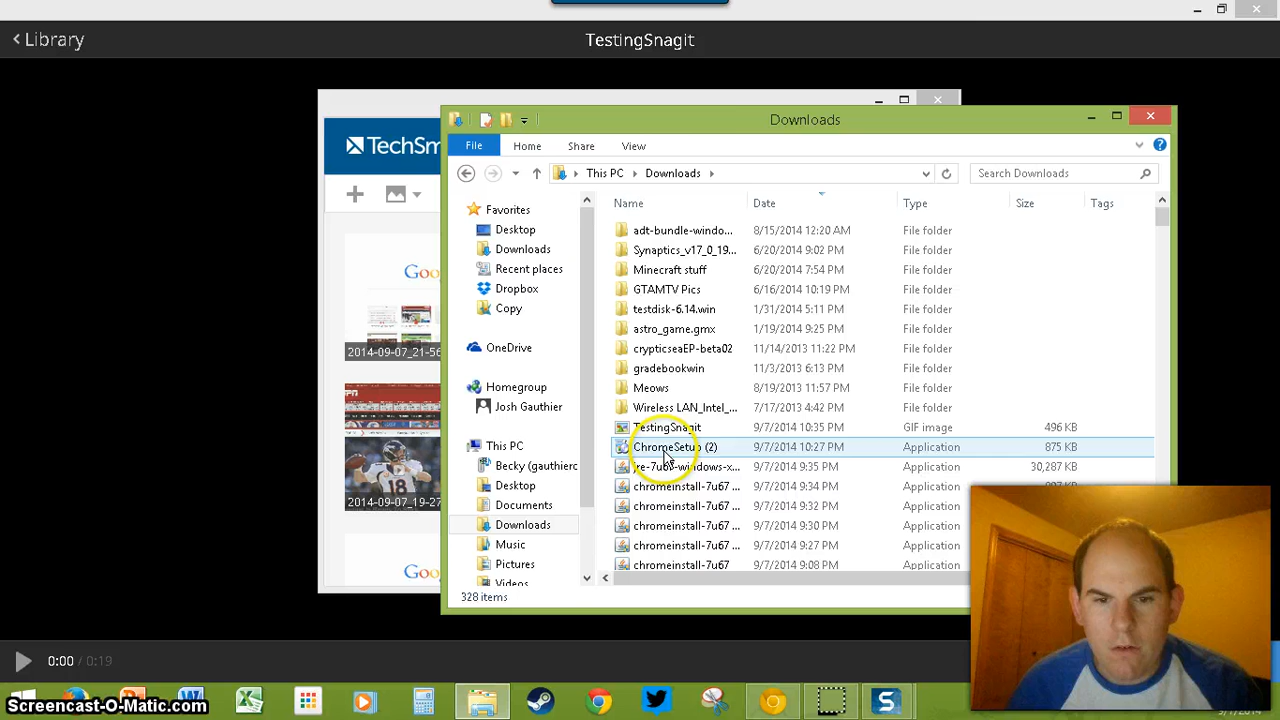 Library
TestingSnagit
TechSm
Goo
2014-09-07_21-56
2014-09-07_19-27
Goo
Downloads
File Home Share View
This PC Downloads
Search Downloads
Favorites
Desktop
Downloads
Recent places
Dropbox
Copy
OneDrive
Homegroup
Josh Gauthier
This PC
Becky (gauthierc
Desktop
Documents
Downloads
Music
Pictures
Videos
Name Date Type Size Tags
adt-bundle-windo... 8/15/2014 12:20 AM File folder
Synaptics_v17_0_19... 6/20/2014 9:02 PM File folder
Minecraft stuff 6/20/2014 7:54 PM File folder
GTAMTV Pics 6/16/2014 10:19 PM File folder
testdisk-6.14.win 1/31/2014 5:11 PM File folder
astro_game.gmx 1/19/2014 9:25 PM File folder
crypticseaEP-beta02 11/14/2013 11:22 PM File folder
gradebookwin 11/3/2013 6:13 PM File folder
Meows 8/19/2013 11:57 PM File folder
Wireless LAN_Intel_... 7/17/2013 4:42 PM File folder
TestingSnagit 9/7/2014 10:35 PM GIF image 496 KB
ChromeSetup (2) 9/7/2014 10:27 PM Application 875 KB
jre-7u67-windows-x... 9/7/2014 9:35 PM Application 30,287 KB
chromeinstall-7u67 ... 9/7/2014 9:34 PM Application
chromeinstall-7u67 ... 9/7/2014 9:32 PM Application
chromeinstall-7u67 ... 9/7/2014 9:30 PM Application
chromeinstall-7u67 ... 9/7/2014 9:27 PM Application
chromeinstall-7u67 9/7/2014 9:08 PM Application
328 items
0:00 / 0:19
Screencast-O-Matic.com